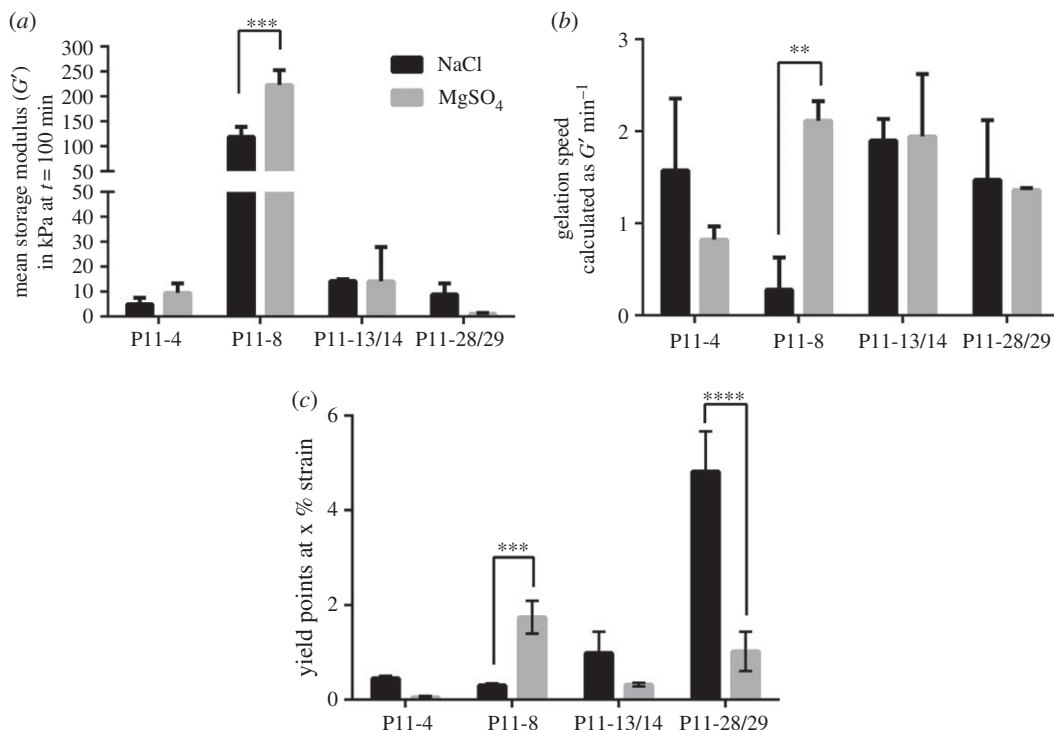 (a)
mean storage modulus (G′)
in kPa at t = 100 min
300
250
200
150
100
50
50
40
30
20
10
0
***
NaCl
MgSO4
P11-4 P11-8 P11-13/14 P11-28/29
(b)
gelation speed
calculated as G′ min−1
3
2
1
0
**
P11-4 P11-8 P11-13/14 P11-28/29
(c)
yield points at x % strain
6
4
2
0
***
****
P11-4 P11-8 P11-13/14 P11-28/29